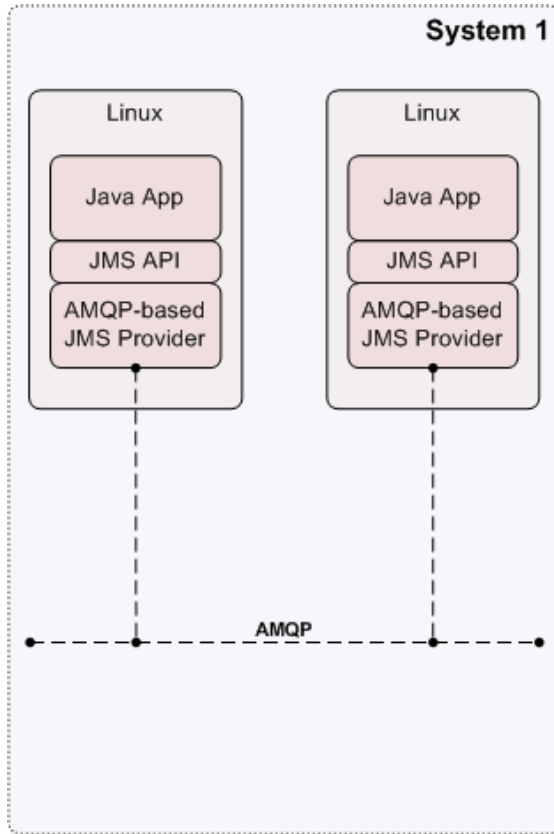 System 1
Linux
Java App
JMS API
AMQP-based
JMS Provider
Linux
Java App
JMS API
AMQP-based
JMS Provider
AMQP